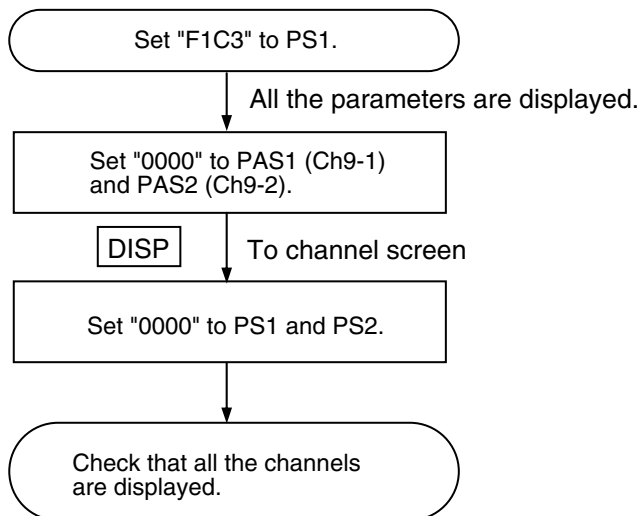 Set "F1C3" to PS1.
All the parameters are displayed.
Set "0000" to PAS1 (Ch9-1)
and PAS2 (Ch9-2).
DISP To channel screen
Set "0000" to PS1 and PS2.
Check that all the channels
are displayed.